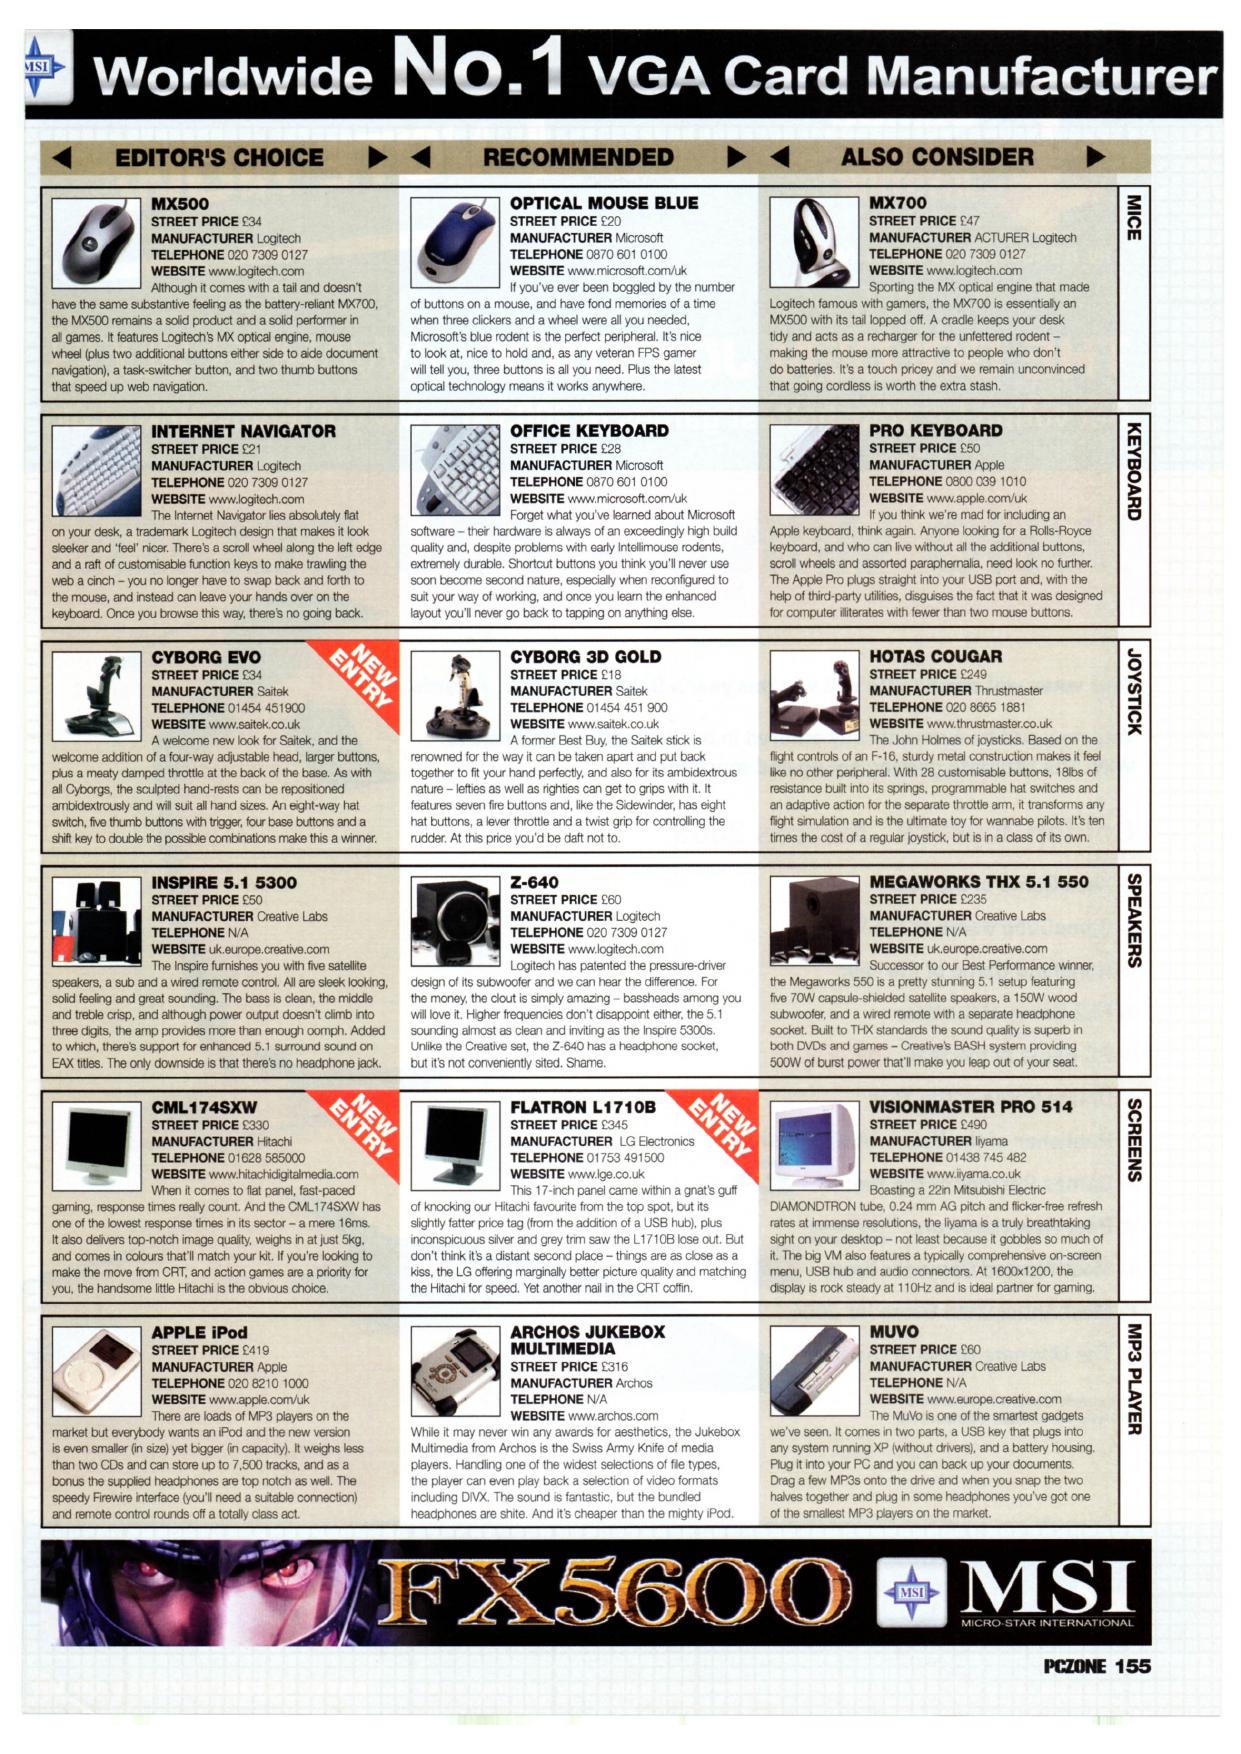 MSI
Worldwide No.1 VGA Card Manufacturer
EDITOR'S CHOICE
RECOMMENDED
ALSO CONSIDER
MICE
MX500
STREET PRICE £34
MANUFACTURER Logitech
TELEPHONE 020 7309 0127
WEBSITE www.logitech.com
Although it comes with a tail and doesn't
have the same substantive feeling as the battery-reliant MX700,
the MX500 remains a solid product and a solid performer in
all games. It features Logitech's MX optical engine, mouse
wheel (plus two additional buttons either side to aide document
navigation), a task-switcher button, and two thumb buttons
that speed up web navigation.
OPTICAL MOUSE BLUE
STREET PRICE £20
MANUFACTURER Microsoft
TELEPHONE 0870 601 0100
WEBSITE www.microsoft.com/uk
If you've ever been boggled by the number
of buttons on a mouse, and have fond memories of a time
when three clickers and a wheel were all you needed,
Microsoft's blue rodent is the perfect peripheral. It's nice
to look at, nice to hold and, as any veteran FPS gamer
will tell you, three buttons is all you need. Plus the latest
optical technology means it works anywhere.
MX700
STREET PRICE £47
MANUFACTURER ACTURER Logitech
TELEPHONE 020 7309 0127
WEBSITE www.logitech.com
Sporting the MX optical engine that made
Logitech famous with gamers, the MX700 is essentially an
MX500 with its tail lopped off. A cradle keeps your desk
tidy and acts as a recharger for the unfettered rodent –
making the mouse more attractive to people who don't
do batteries. It's a touch pricey and we remain unconvinced
that going cordless is worth the extra stash.
KEYBOARD
INTERNET NAVIGATOR
STREET PRICE £21
MANUFACTURER Logitech
TELEPHONE 020 7309 0127
WEBSITE www.logitech.com
The Internet Navigator lies absolutely flat
on your desk, a trademark Logitech design that makes it look
sleeker and 'feel' nicer. There's a scroll wheel along the left edge
and a raft of customisable function keys to make trawling the
web a cinch – you no longer have to swap back and forth to
the mouse, and instead can leave your hands over on the
keyboard. Once you browse this way, there's no going back.
OFFICE KEYBOARD
STREET PRICE £28
MANUFACTURER Microsoft
TELEPHONE 0870 601 0100
WEBSITE www.microsoft.com/uk
Forget what you've learned about Microsoft
software – their hardware is always of an exceedingly high build
quality and, despite problems with early Intellimouse rodents,
extremely durable. Shortcut buttons you think you'll never use
soon become second nature, especially when reconfigured to
suit your way of working, and once you learn the enhanced
layout you'll never go back to tapping on anything else.
PRO KEYBOARD
STREET PRICE £50
MANUFACTURER Apple
TELEPHONE 0800 039 1010
WEBSITE www.apple.com/uk
If you think we're mad for including an
Apple keyboard, think again. Anyone looking for a Rolls-Royce
keyboard, and who can live without all the additional buttons,
scroll wheels and assorted paraphernalia, need look no further.
The Apple Pro plugs straight into your USB port and, with the
help of third-party utilities, disguises the fact that it was designed
for computer illiterates with fewer than two mouse buttons.
JOYSTICK
NEW
ENTRY
CYBORG EVO
STREET PRICE £34
MANUFACTURER Saitek
TELEPHONE 01454 451900
WEBSITE www.saitek.co.uk
A welcome new look for Saitek, and the
welcome addition of a four-way adjustable head, larger buttons,
plus a meaty damped throttle at the back of the base. As with
all Cyborgs, the sculpted hand-rests can be repositioned
ambidextrously and will suit all hand sizes. An eight-way hat
switch, five thumb buttons with trigger, four base buttons and a
shift key to double the possible combinations make this a winner.
CYBORG 3D GOLD
STREET PRICE £18
MANUFACTURER Saitek
TELEPHONE 01454 451 900
WEBSITE www.saitek.co.uk
A former Best Buy, the Saitek stick is
renowned for the way it can be taken apart and put back
together to fit your hand perfectly, and also for its ambidextrous
nature – lefties as well as righties can get to grips with it. It
features seven fire buttons and, like the Sidewinder, has eight
hat buttons, a lever throttle and a twist grip for controlling the
rudder. At this price you'd be daft not to.
HOTAS COUGAR
STREET PRICE £249
MANUFACTURER Thrustmaster
TELEPHONE 020 8665 1881
WEBSITE www.thrustmaster.co.uk
The John Holmes of joysticks. Based on the
flight controls of an F-16, sturdy metal construction makes it feel
like no other peripheral. With 28 customisable buttons, 18lbs of
resistance built into its springs, programmable hat switches and
an adaptive action for the separate throttle arm, it transforms any
flight simulation and is the ultimate toy for wannabe pilots. It's ten
times the cost of a regular joystick, but is in a class of its own.
SPEAKERS
INSPIRE 5.1 5300
STREET PRICE £50
MANUFACTURER Creative Labs
TELEPHONE N/A
WEBSITE uk.europe.creative.com
The Inspire furnishes you with five satellite
speakers, a sub and a wired remote control. All are sleek looking,
solid feeling and great sounding. The bass is clean, the middle
and treble crisp, and although power output doesn't climb into
three digits, the amp provides more than enough oomph. Added
to which, there's support for enhanced 5.1 surround sound on
EAX titles. The only downside is that there's no headphone jack.
Z-640
STREET PRICE £60
MANUFACTURER Logitech
TELEPHONE 020 7309 0127
WEBSITE www.logitech.com
Logitech has patented the pressure-driver
design of its subwoofer and we can hear the difference. For
the money, the clout is simply amazing – bassheads among you
will love it. Higher frequencies don't disappoint either, the 5.1
sounding almost as clean and inviting as the Inspire 5300s.
Unlike the Creative set, the Z-640 has a headphone socket,
but it's not conveniently sited. Shame.
MEGAWORKS THX 5.1 550
STREET PRICE £235
MANUFACTURER Creative Labs
TELEPHONE N/A
WEBSITE uk.europe.creative.com
Successor to our Best Performance winner,
the Megaworks 550 is a pretty stunning 5.1 setup featuring
five 70W capsule-shielded satellite speakers, a 150W wood
subwoofer, and a wired remote with a separate headphone
socket. Built to THX standards the sound quality is superb in
both DVDs and games – Creative's BASH system providing
500W of burst power that'll make you leap out of your seat.
SCREENS
NEW
ENTRY
CML174SXW
STREET PRICE £330
MANUFACTURER Hitachi
TELEPHONE 01628 585000
WEBSITE www.hitachidigitalmedia.com
When it comes to flat panel, fast-paced
gaming, response times really count. And the CML174SXW has
one of the lowest response times in its sector – a mere 16ms.
It also delivers top-notch image quality, weighs in at just 5kg,
and comes in colours that'll match your kit. If you're looking to
make the move from CRT, and action games are a priority for
you, the handsome little Hitachi is the obvious choice.
NEW
ENTRY
FLATRON L1710B
STREET PRICE £345
MANUFACTURER LG Electronics
TELEPHONE 01753 491500
WEBSITE www.lge.co.uk
This 17-inch panel came within a gnat's guff
of knocking our Hitachi favourite from the top spot, but its
slightly fatter price tag (from the addition of a USB hub), plus
inconspicuous silver and grey trim saw the L1710B lose out. But
don't think it's a distant second place – things are as close as a
kiss, the LG offering marginally better picture quality and matching
the Hitachi for speed. Yet another nail in the CRT coffin.
VISIONMASTER PRO 514
STREET PRICE £490
MANUFACTURER Iiyama
TELEPHONE 01438 745 482
WEBSITE www.iiyama.co.uk
Boasting a 22in Mitsubishi Electric
DIAMONDTRON tube, 0.24 mm AG pitch and flicker-free refresh
rates at immense resolutions, the Iiyama is a truly breathtaking
sight on your desktop – not least because it gobbles so much of
it. The big VM also features a typically comprehensive on-screen
menu, USB hub and audio connectors. At 1600x1200, the
display is rock steady at 110Hz and is ideal partner for gaming.
MP3 PLAYER
APPLE iPod
STREET PRICE £419
MANUFACTURER Apple
TELEPHONE 020 8210 1000
WEBSITE www.apple.com/uk
There are loads of MP3 players on the
market but everybody wants an iPod and the new version
is even smaller (in size) yet bigger (in capacity). It weighs less
than two CDs and can store up to 7,500 tracks, and as a
bonus the supplied headphones are top notch as well. The
speedy Firewire interface (you'll need a suitable connection)
and remote control rounds off a totally class act.
ARCHOS JUKEBOX
MULTIMEDIA
STREET PRICE £316
MANUFACTURER Archos
TELEPHONE N/A
WEBSITE www.archos.com
While it may never win any awards for aesthetics, the Jukebox
Multimedia from Archos is the Swiss Army Knife of media
players. Handling one of the widest selections of file types,
the player can even play back a selection of video formats
including DIVX. The sound is fantastic, but the bundled
headphones are shite. And it's cheaper than the mighty iPod.
MUVO
STREET PRICE £60
MANUFACTURER Creative Labs
TELEPHONE N/A
WEBSITE www.europe.creative.com
The MuVo is one of the smartest gadgets
we've seen. It comes in two parts, a USB key that plugs into
any system running XP (without drivers), and a battery housing.
Plug it into your PC and you can back up your documents.
Drag a few MP3s onto the drive and when you snap the two
halves together and plug in some headphones you've got one
of the smallest MP3 players on the market.
FX5600
MSI
MSI
MICRO-STAR INTERNATIONAL
PCZONE 155